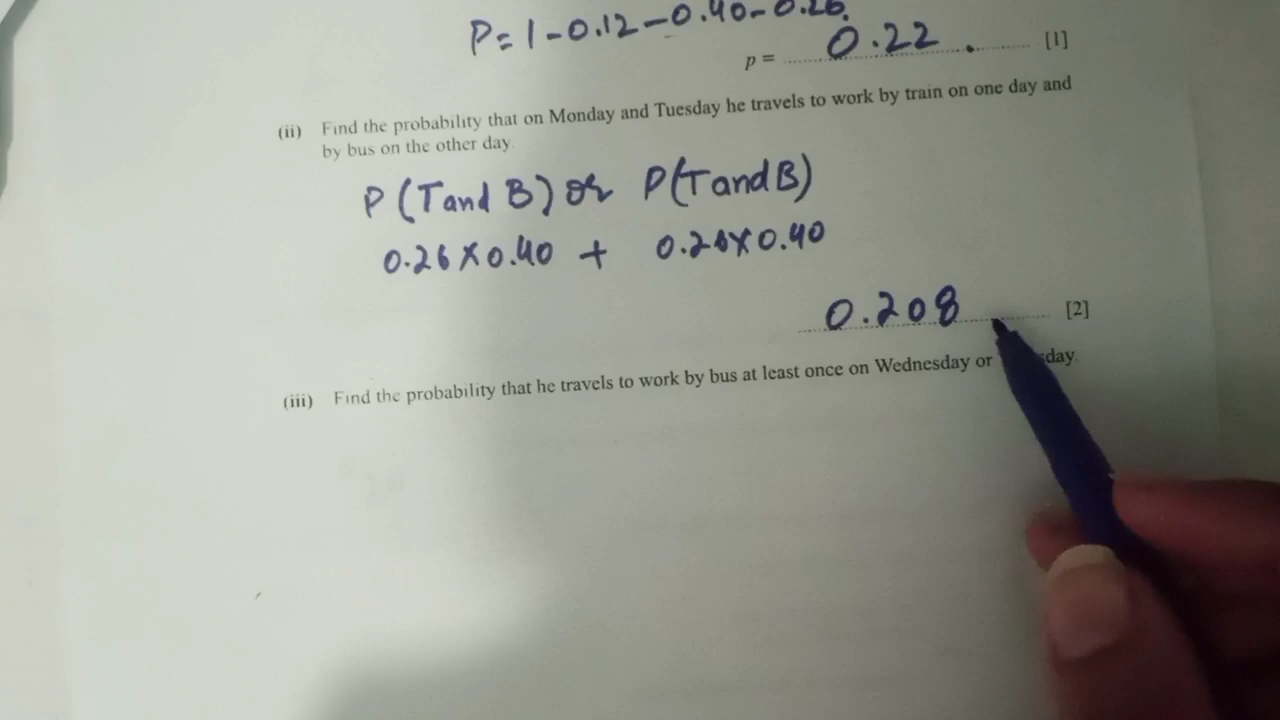 P= 1 - 0.12 - 0.40 - 0.26.
p = 0.22 . [1]
(ii) Find the probability that on Monday and Tuesday he travels to work by train on one day and
by bus on the other day.
P (T and B) or P(T and B)
0.26 × 0.40 + 0.26 × 0.40
0.208 [2]
(iii) Find the probability that he travels to work by bus at least once on Wednesday or